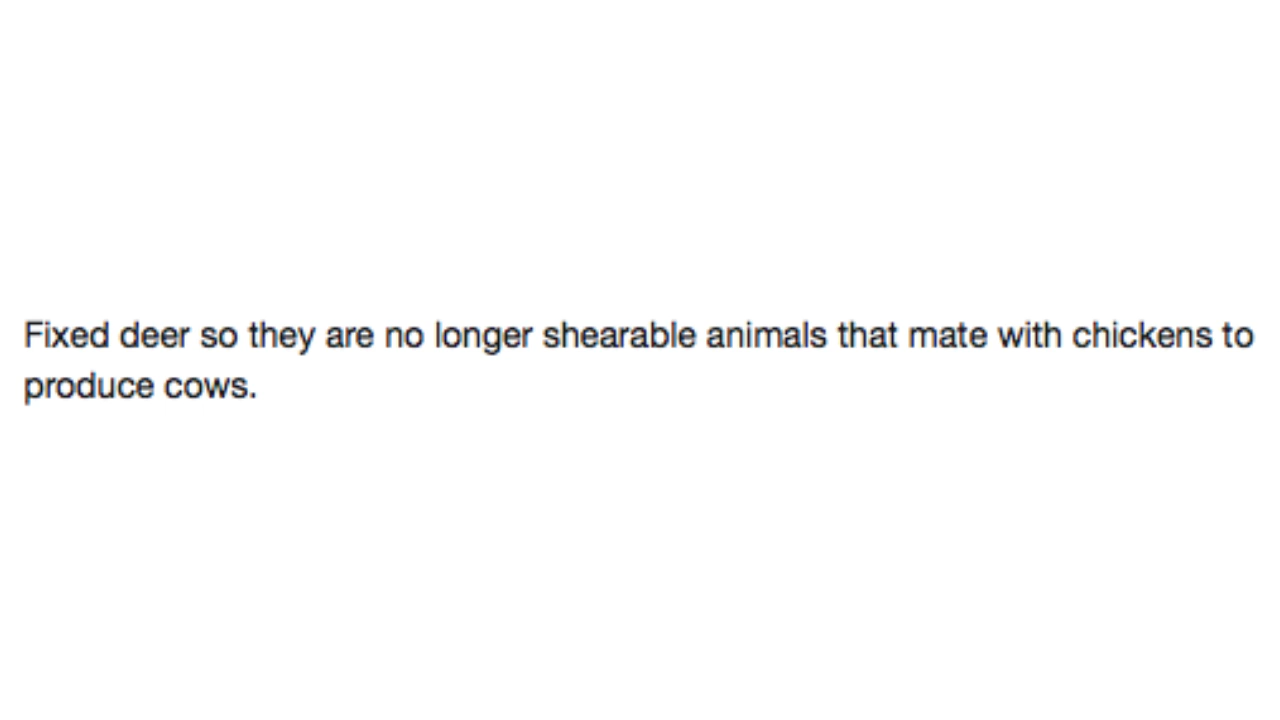 Fixed deer so they are no longer shearable animals that mate with chickens to
produce cows.